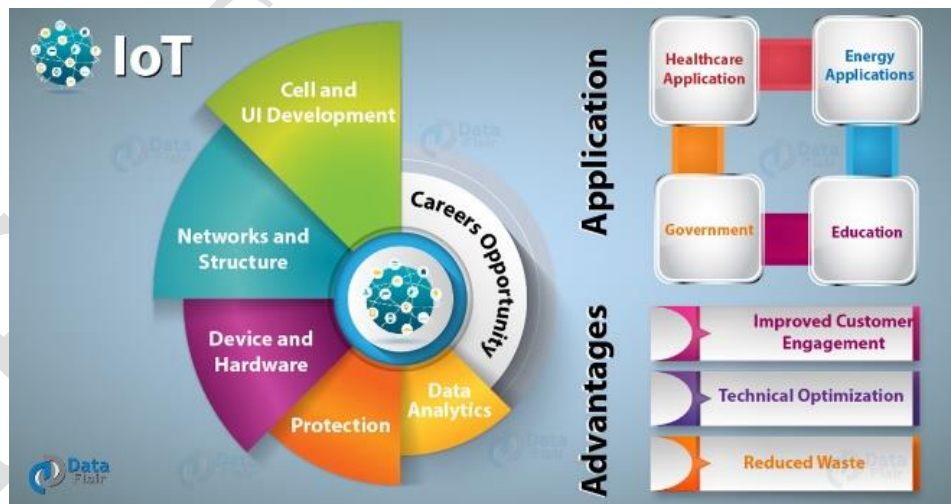 IoT
Cell and
UI Development
Networks and
Structure
Device and
Hardware
Protection
Data
Analytics
Careers Opportunity
Application
Healthcare
Application
Energy
Applications
Government
Education
Advantages
Improved Customer
Engagement
Technical Optimization
Reduced Waste
Data
Flair